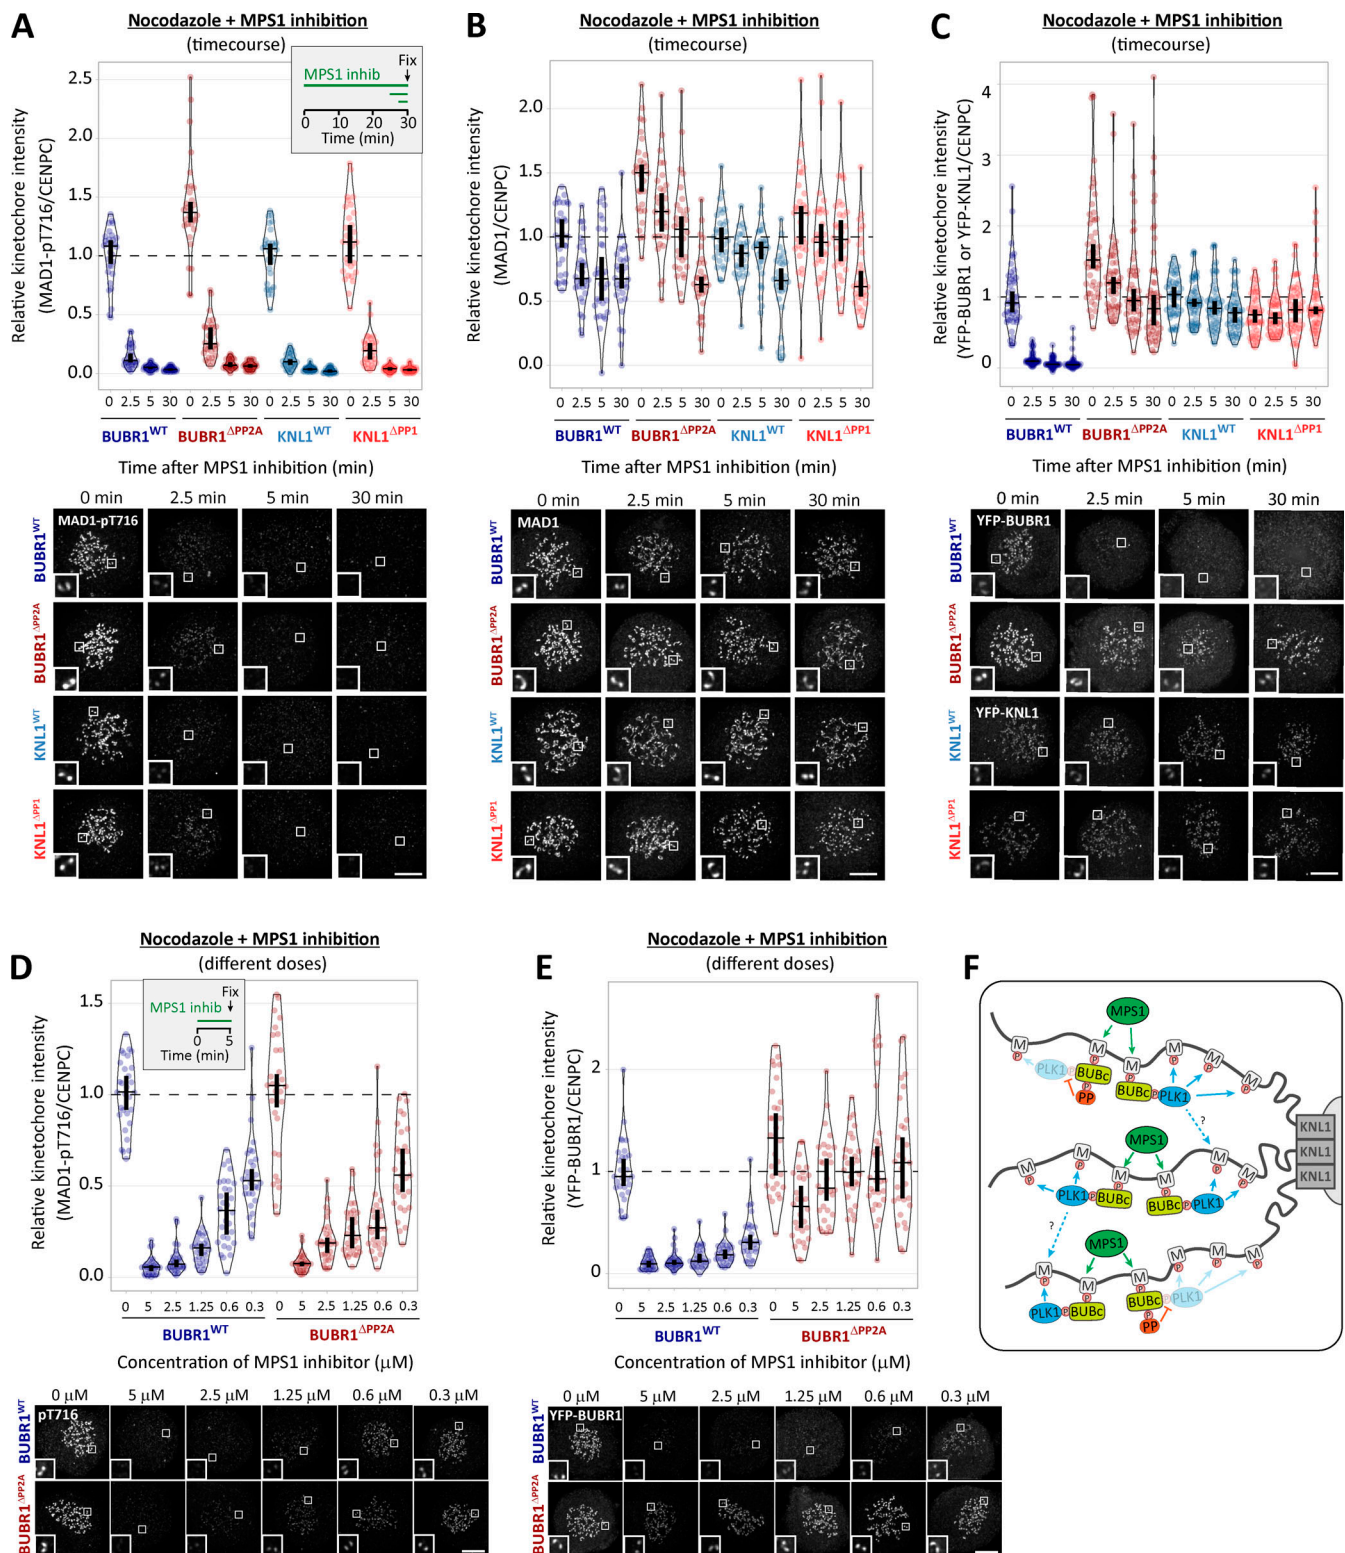 A
Nocodazole + MPS1 inhibition
(timecourse)
Relative kinetochore intensity
(MAD1-pT716/CENPC)
2.5
2.0
1.5
1.0
0.5
0.0
Fix
MPS1 inhib
0 10 20 30
Time (min)
0 2.5 5 30 0 2.5 5 30 0 2.5 5 30 0 2.5 5 30
BUBR1WT BUBR1ΔPP2A KNL1WT KNL1ΔPP1
Time after MPS1 inhibition (min)
0 min 2.5 min 5 min 30 min
MAD1-pT716
BUBR1WT
BUBR1ΔPP2A
KNL1WT
KNL1ΔPP1
B
Nocodazole + MPS1 inhibition
(timecourse)
Relative kinetochore intensity
(MAD1/CENPC)
2.0
1.5
1.0
0.5
0.0
0 2.5 5 30 0 2.5 5 30 0 2.5 5 30 0 2.5 5 30
BUBR1WT BUBR1ΔPP2A KNL1WT KNL1ΔPP1
Time after MPS1 inhibition (min)
0 min 2.5 min 5 min 30 min
MAD1
BUBR1WT
BUBR1ΔPP2A
KNL1WT
KNL1ΔPP1
C
Nocodazole + MPS1 inhibition
(timecourse)
Relative kinetochore intensity
(YFP-BUBR1 or YFP-KNL1/CENPC)
4
3
2
1
0
0 2.5 5 30 0 2.5 5 30 0 2.5 5 30 0 2.5 5 30
BUBR1WT BUBR1ΔPP2A KNL1WT KNL1ΔPP1
Time after MPS1 inhibition (min)
0 min 2.5 min 5 min 30 min
YFP-BUBR1
BUBR1WT
BUBR1ΔPP2A
YFP-KNL1
KNL1WT
KNL1ΔPP1
D
Nocodazole + MPS1 inhibition
(different doses)
Relative kinetochore intensity
(MAD1-pT716/CENPC)
1.5
1.0
0.5
0.0
Fix
MPS1 inhib
0 5
Time (min)
0 5 2.5 1.25 0.6 0.3 0 5 2.5 1.25 0.6 0.3
BUBR1WT BUBR1ΔPP2A
Concentration of MPS1 inhibitor (μM)
0 μM 5 μM 2.5 μM 1.25 μM 0.6 μM 0.3 μM
pT716
BUBR1WT
BUBR1ΔPP2A
E
Nocodazole + MPS1 inhibition
(different doses)
Relative kinetochore intensity
(YFP-BUBR1/CENPC)
2
1
0
0 5 2.5 1.25 0.6 0.3 0 5 2.5 1.25 0.6 0.3
BUBR1WT BUBR1ΔPP2A
Concentration of MPS1 inhibitor (μM)
0 μM 5 μM 2.5 μM 1.25 μM 0.6 μM 0.3 μM
YFP-BUBR1
BUBR1WT
BUBR1ΔPP2A
F
MPS1
M M M M M M
P P P P P P
PLK1 P BUBc BUBc P PLK1
PP
?
KNL1
KNL1
KNL1
MPS1
M M M M M M
P P P P P P
PLK1 P BUBc BUBc P PLK1
?
MPS1
M M M M M M
P P P P P P
PLK1 P BUBc BUBc P PLK1
PP